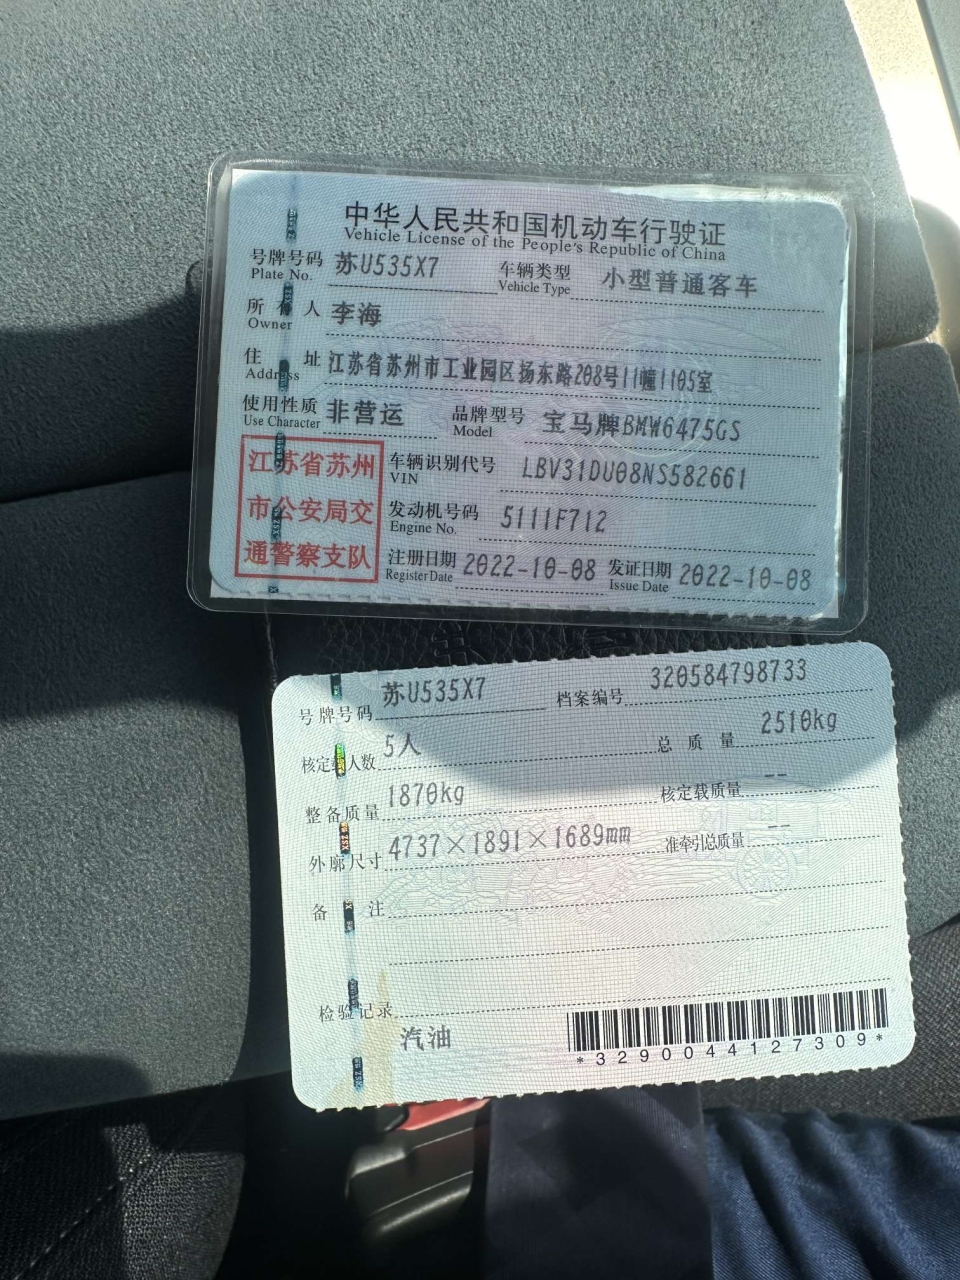 中华人民共和国机动车行驶证
Vehicle License of the People's Republic of China
号牌号码 苏U535X7 车辆类型 小型普通客车
Plate No. Vehicle Type
所有人 李海
Owner
住址 江苏省苏州市工业园区扬东路208号11幢1105室
Address
使用性质 非营运 品牌型号 宝马牌BMW6475GS
Use Character Model
江苏省苏州
市公安局交
通警察支队
车辆识别代号 LBV31DU08NS582661
VIN
发动机号码 5111F712
Engine No.
注册日期 2022-10-08 发证日期 2022-10-08
Register Date Issue Date
号牌号码 苏U535X7 档案编号 320584798733
核定载人数 5人 总质量 2510kg
整备质量 1870kg 核定载质量 --
外廓尺寸 4737×1891×1689mm 准牵引总质量 --
备注
检验记录
汽油
*3290044127309*